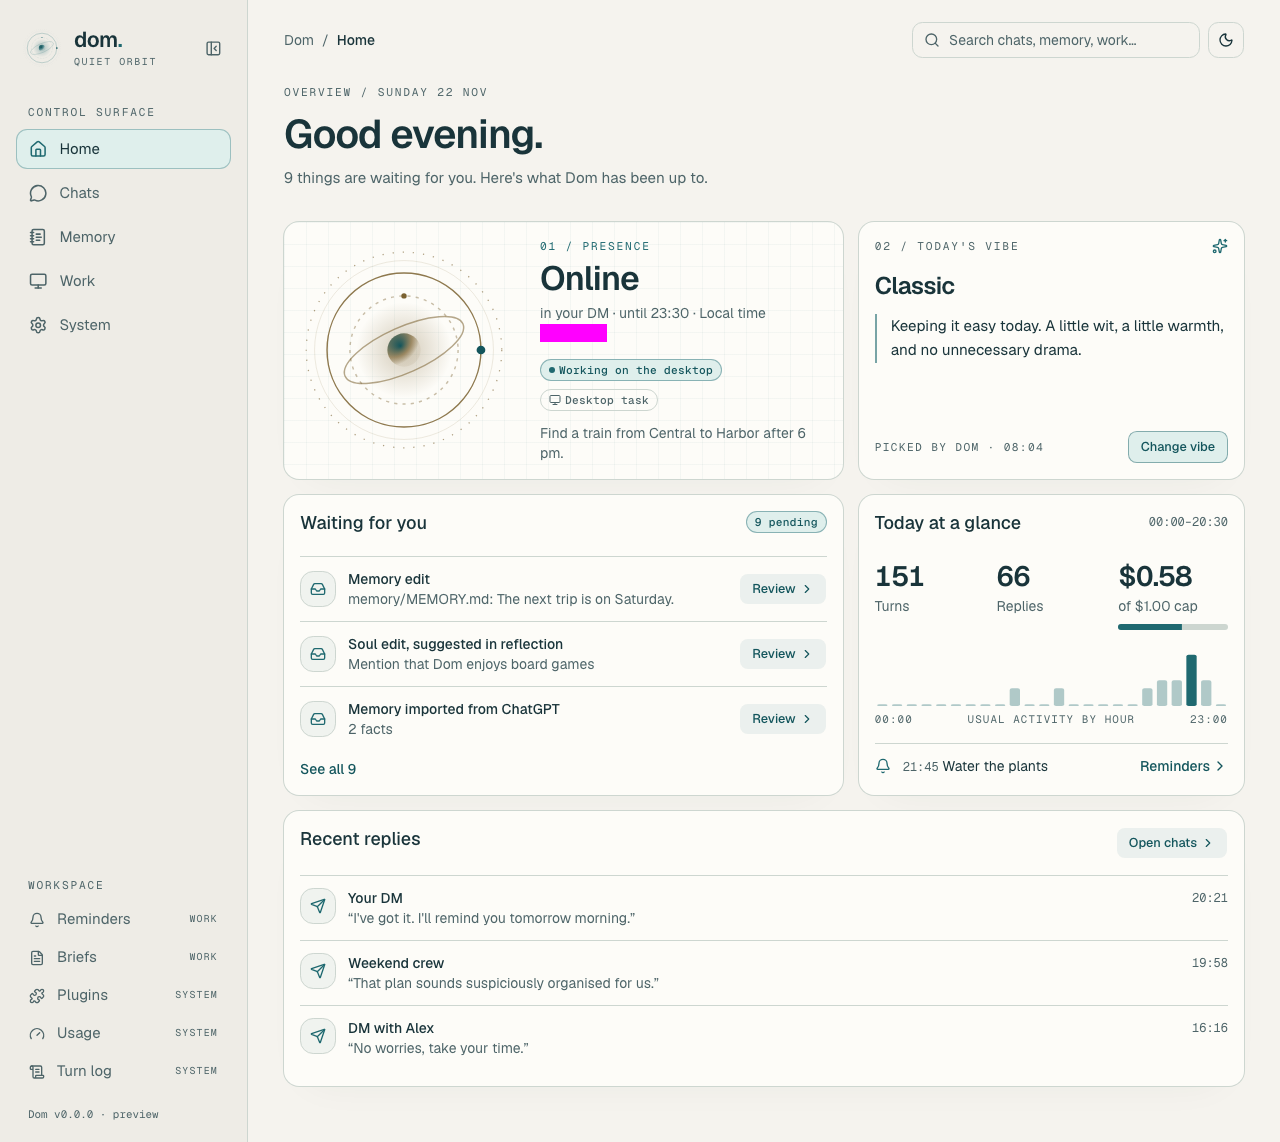 dom.
QUIET ORBIT
CONTROL SURFACE
Home
Chats
Memory
Work
System
WORKSPACE
Reminders WORK
Briefs WORK
Plugins SYSTEM
Usage SYSTEM
Turn log SYSTEM
Dom v0.0.0 · preview
Dom / Home
Search chats, memory, work…
OVERVIEW / SUNDAY 22 NOV
Good evening.
9 things are waiting for you. Here's what Dom has been up to.
01 / PRESENCE
Online
in your DM · until 23:30 · Local time
Working on the desktop
Desktop task
Find a train from Central to Harbor after 6
pm.
02 / TODAY'S VIBE
Classic
Keeping it easy today. A little wit, a little warmth,
and no unnecessary drama.
PICKED BY DOM · 08:04
Change vibe
Waiting for you
9 pending
Memory edit
memory/MEMORY.md: The next trip is on Saturday.
Review
Soul edit, suggested in reflection
Mention that Dom enjoys board games
Review
Memory imported from ChatGPT
2 facts
Review
See all 9
Today at a glance
00:00–20:30
151 66 $0.58
Turns Replies of $1.00 cap
00:00 USUAL ACTIVITY BY HOUR 23:00
21:45 Water the plants
Reminders
Recent replies
Open chats
Your DM 20:21
“I've got it. I'll remind you tomorrow morning.”
Weekend crew 19:58
“That plan sounds suspiciously organised for us.”
DM with Alex 16:16
“No worries, take your time.”